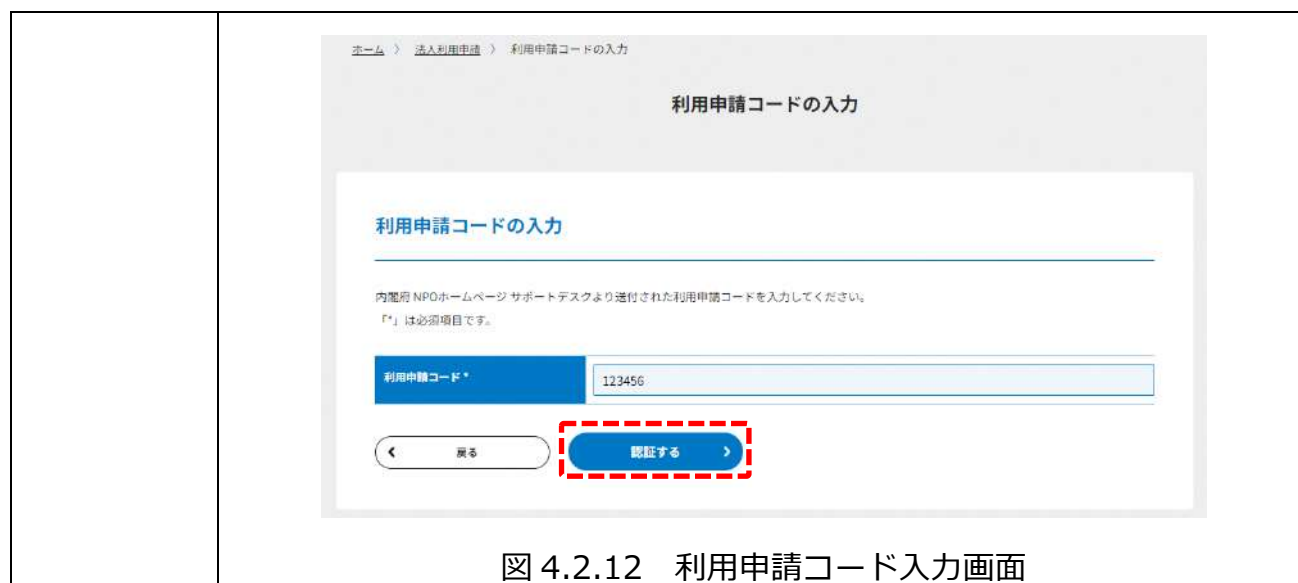 ホーム 〉 法人利用申請 〉 利用申請コードの入力
利用申請コードの入力
利用申請コードの入力
内閣府 NPOホームページ サポートデスクより送付された利用申請コードを入力してください。
「*」は必須項目です。
利用申請コード *
123456
戻る
認証する
図 4.2.12 利用申請コード入力画面